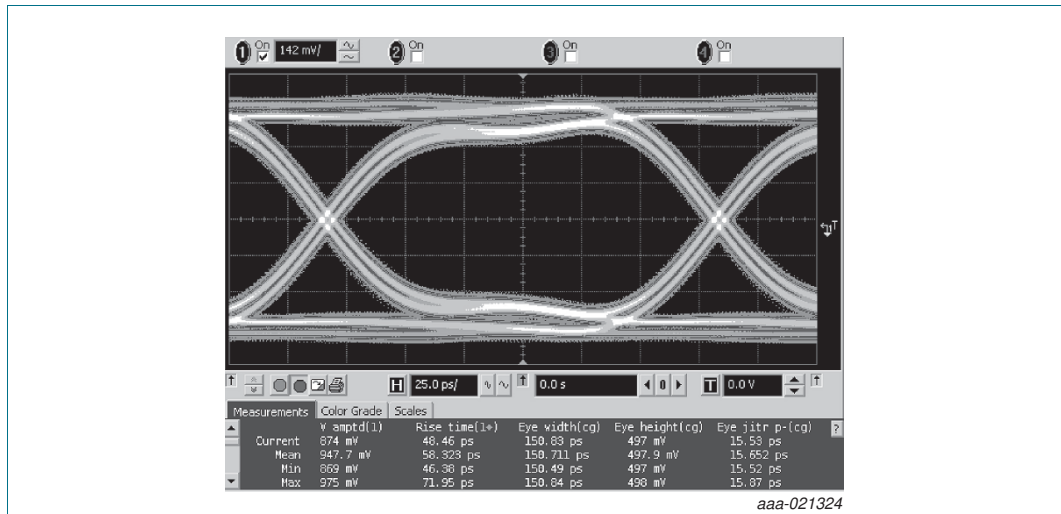 1 On 142 mV/ 2 On 3 On 4 On
T
H 25.0 ps/ 0.0 s 0 T 0.0 V
Measurements Color Grade Scales
V amptd(1) Rise time(1+) Eye width(cg) Eye height(cg) Eye jitr p-(cg) ?
Current 874 mV 48.46 ps 150.83 ps 497 mV 15.53 ps
Mean 947.7 mV 58.323 ps 150.711 ps 497.9 mV 15.652 ps
Min 869 mV 46.38 ps 150.49 ps 497 mV 15.52 ps
Max 975 mV 71.95 ps 150.84 ps 498 mV 15.87 ps
aaa-021324